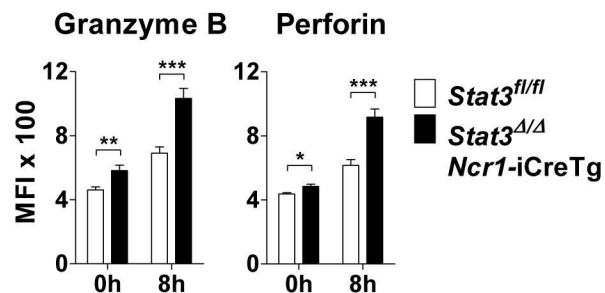 Granzyme B
Perforin
MFI x 100
12
8
4
0
**
***
0h
8h
12
8
4
0
*
***
0h
8h
Stat3fl/fl
Stat3Δ/Δ
Ncr1-iCreTg